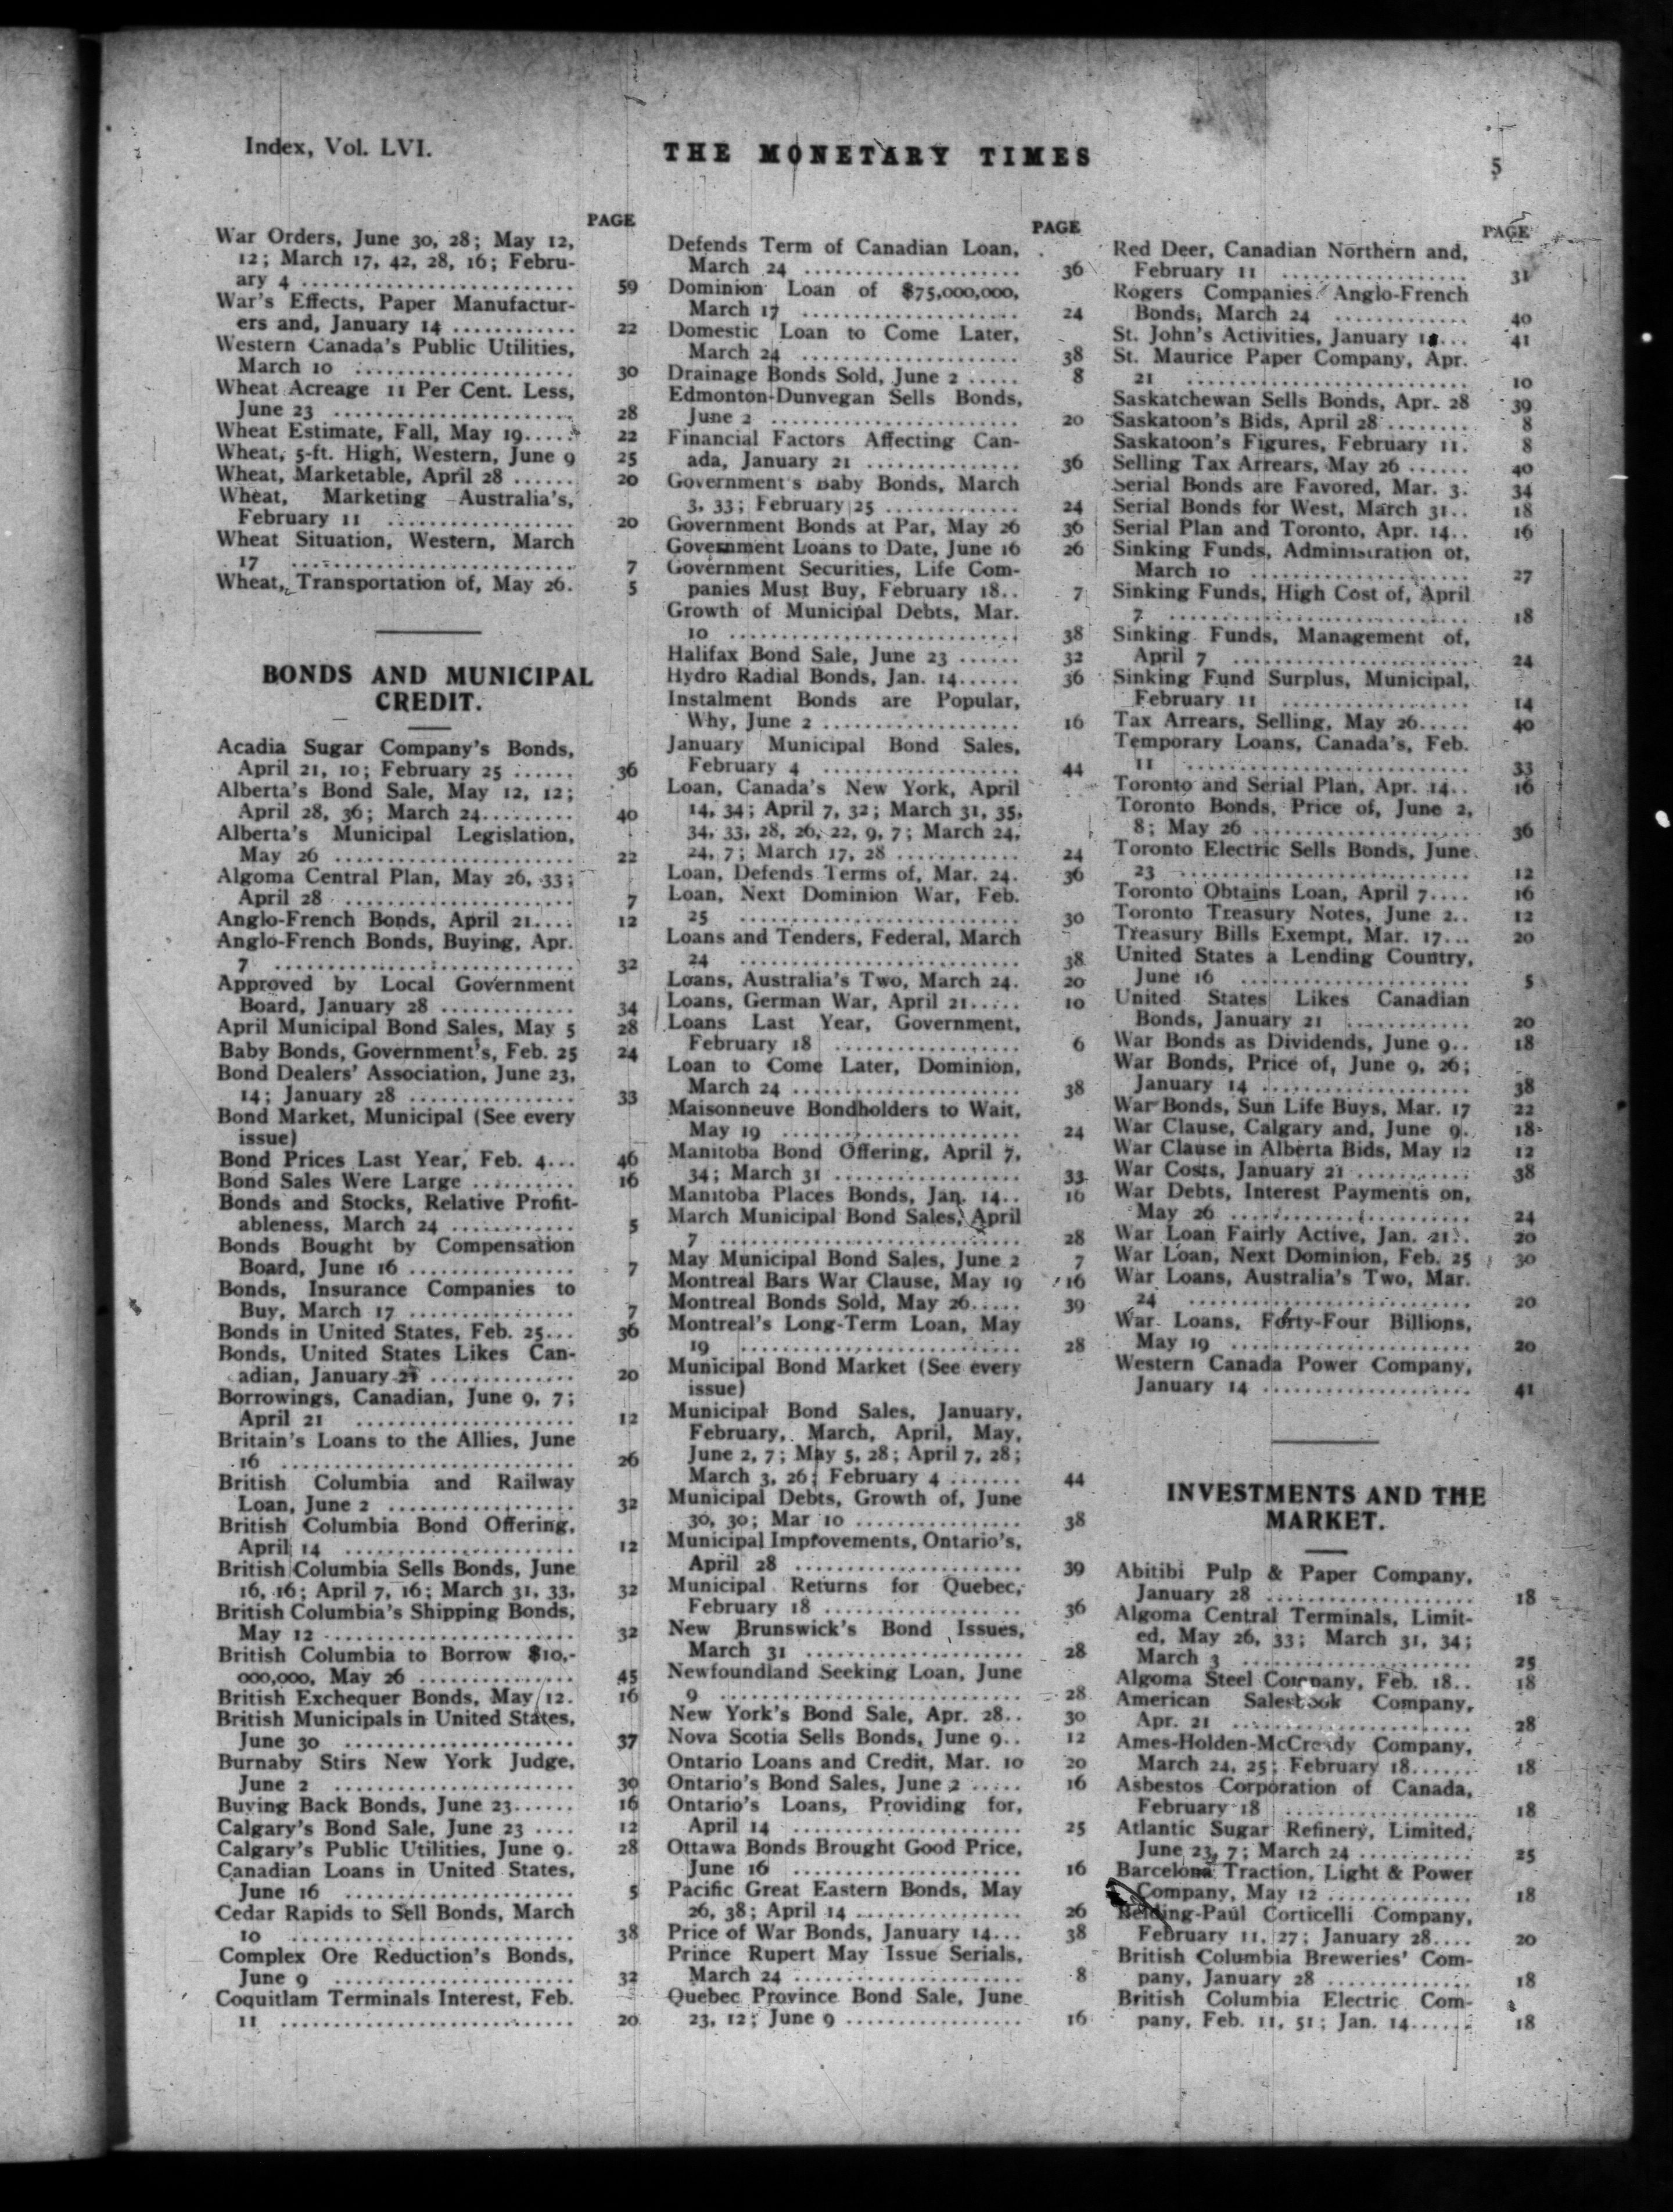 Index, Vol. LVI.
THE MONETARY TIMES
5
PAGE
War Orders, June 30, 28; May 12,
12; March 17, 42, 28, 16; Febru-
ary 4 .......................... 59
War's Effects, Paper Manufactur-
ers and, January 14 ............ 22
Western Canada's Public Utilities,
March 10 ..................... 30
Wheat Acreage 11 Per Cent. Less,
June 23 ....................... 28
Wheat Estimate, Fall, May 19..... 22
Wheat, 5-ft. High, Western, June 9 25
Wheat, Marketable, April 28 ...... 20
Wheat, Marketing Australia's,
February 11 .................. 20
Wheat Situation, Western, March
17 ........................... 7
Wheat, Transportation of, May 26. 5
BONDS AND MUNICIPAL
CREDIT.
Acadia Sugar Company's Bonds,
April 21, 10; February 25 ...... 36
Alberta's Bond Sale, May 12, 12;
April 28, 36; March 24......... 40
Alberta's Municipal Legislation,
May 26 ....................... 22
Algoma Central Plan, May 26, 33;
April 28 ...................... 7
Anglo-French Bonds, April 21.... 12
Anglo-French Bonds, Buying, Apr.
7 ............................. 32
Approved by Local Government
Board, January 28 ............. 34
April Municipal Bond Sales, May 5 28
Baby Bonds, Government's, Feb. 25 24
Bond Dealers' Association, June 23,
14; January 28 ................ 33
Bond Market, Municipal (See every
issue)
Bond Prices Last Year, Feb. 4... 46
Bond Sales Were Large .......... 16
Bonds and Stocks, Relative Profit-
ableness, March 24 ............ 5
Bonds Bought by Compensation
Board, June 16 ................ 7
Bonds, Insurance Companies to
Buy, March 17 ................ 7
Bonds in United States, Feb. 25... 36
Bonds, United States Likes Can-
adian, January 21 .............. 20
Borrowings, Canadian, June 9, 7;
April 21 ..................... 12
Britain's Loans to the Allies, June
16 ............................ 26
British Columbia and Railway
Loan, June 2 .................. 32
British Columbia Bond Offering,
April 14 ...................... 12
British Columbia Sells Bonds, June
16, 16; April 7, 16; March 31, 33, 32
British Columbia's Shipping Bonds,
May 12 ........................ 32
British Columbia to Borrow $10,-
000,000, May 26 ............... 45
British Exchequer Bonds, May 12. 16
British Municipals in United States,
June 30 ...................... 37
Burnaby Stirs New York Judge,
June 2 ....................... 30
Buying Back Bonds, June 23...... 16
Calgary's Bond Sale, June 23 .... 12
Calgary's Public Utilities, June 9. 28
Canadian Loans in United States,
June 16 ...................... 5
Cedar Rapids to Sell Bonds, March
10 ........................... 38
Complex Ore Reduction's Bonds,
June 9 ....................... 32
Coquitlam Terminals Interest, Feb.
11 ............................ 20
PAGE
Defends Term of Canadian Loan,
March 24 ..................... 36
Dominion Loan of $75,000,000,
March 17 ..................... 24
Domestic Loan to Come Later,
March 24 ..................... 38
Drainage Bonds Sold, June 2 ..... 8
Edmonton-Dunvegan Sells Bonds,
June 2 ........................ 20
Financial Factors Affecting Can-
ada, January 21 ............... 36
Government's Baby Bonds, March
3, 33; February 25 ............. 24
Government Bonds at Par, May 26 36
Government Loans to Date, June 16 26
Government Securities, Life Com-
panies Must Buy, February 18.. 7
Growth of Municipal Debts, Mar.
10 ............................ 38
Halifax Bond Sale, June 23 ...... 32
Hydro Radial Bonds, Jan. 14...... 36
Instalment Bonds are Popular,
Why, June 2 ................... 16
January Municipal Bond Sales,
February 4 ................... 44
Loan, Canada's New York, April
14, 34; April 7, 32; March 31, 35,
34, 33, 28, 26, 22, 9, 7; March 24,
24, 7; March 17, 28 ............ 24
Loan, Defends Terms of, Mar. 24. 36
Loan, Next Dominion War, Feb.
25 ........................... 30
Loans and Tenders, Federal, March
24 ........................... 38
Loans, Australia's Two, March 24. 20
Loans, German War, April 21..... 10
Loans Last Year, Government,
February 18 .................. 6
Loan to Come Later, Dominion,
March 24 ...................... 38
Maisonneuve Bondholders to Wait,
May 19 ....................... 24
Manitoba Bond Offering, April 7,
34; March 31 .................. 33
Manitoba Places Bonds, Jan. 14.. 16
March Municipal Bond Sales, April
7 ............................. 28
May Municipal Bond Sales, June 2 7
Montreal Bars War Clause, May 19 16
Montreal Bonds Sold, May 26..... 39
Montreal's Long-Term Loan, May
19 ........................... 28
Municipal Bond Market (See every
issue)
Municipal Bond Sales, January,
February, March, April, May,
June 2, 7; May 5, 28; April 7, 28;
March 3, 26; February 4 ....... 44
Municipal Debts, Growth of, June
30, 30; Mar 10 ................ 38
Municipal Improvements, Ontario's,
April 28 ...................... 39
Municipal Returns for Quebec,
February 18 ................... 36
New Brunswick's Bond Issues,
March 31 ..................... 28
Newfoundland Seeking Loan, June
9 ............................. 28
New York's Bond Sale, Apr. 28.. 30
Nova Scotia Sells Bonds, June 9.. 12
Ontario Loans and Credit, Mar. 10 20
Ontario's Bond Sales, June 2 ..... 16
Ontario's Loans, Providing for,
April 14 ...................... 25
Ottawa Bonds Brought Good Price,
June 16 ...................... 16
Pacific Great Eastern Bonds, May
26, 38; April 14 ................ 26
Price of War Bonds, January 14... 38
Prince Rupert May Issue Serials,
March 24 ...................... 8
Quebec Province Bond Sale, June
23, 12; June 9 ................. 16
PAGE
Red Deer, Canadian Northern and,
February 11 .................. 31
Rogers Companies Anglo-French
Bonds, March 24 ............. 40
St. John's Activities, January ... 41
St. Maurice Paper Company, Apr.
21 ........................... 10
Saskatchewan Sells Bonds, Apr. 28 39
Saskatoon's Bids, April 28 ........ 8
Saskatoon's Figures, February 11. 8
Selling Tax Arrears, May 26 ...... 40
Serial Bonds are Favored, Mar. 3. 34
Serial Bonds for West, March 31.. 18
Serial Plan and Toronto, Apr. 14.. 16
Sinking Funds, Administration of,
March 10 ..................... 27
Sinking Funds, High Cost of, April
7 ............................. 18
Sinking Funds, Management of,
April 7 ....................... 24
Sinking Fund Surplus, Municipal,
February 11 .................. 14
Tax Arrears, Selling, May 26..... 40
Temporary Loans, Canada's, Feb.
11 ........................... 33
Toronto and Serial Plan, Apr. 14.. 16
Toronto Bonds, Price of, June 2,
8; May 26 ..................... 36
Toronto Electric Sells Bonds, June
23 ........................... 12
Toronto Obtains Loan, April 7.... 16
Toronto Treasury Notes, June 2.. 12
Treasury Bills Exempt, Mar. 17... 20
United States a Lending Country,
June 16 ...................... 5
United States Likes Canadian
Bonds, January 21 ............ 20
War Bonds as Dividends, June 9.. 18
War Bonds, Price of, June 9, 26;
January 14 .................... 38
War Bonds, Sun Life Buys, Mar. 17 22
War Clause, Calgary and, June 9. 18
War Clause in Alberta Bids, May 12 12
War Costs, January 21 ........... 38
War Debts, Interest Payments on,
May 26 ....................... 24
War Loan Fairly Active, Jan. 21.. 20
War Loan, Next Dominion, Feb. 25 30
War Loans, Australia's Two, Mar.
24 ........................... 20
War Loans, Forty-Four Billions,
May 19 ....................... 20
Western Canada Power Company,
January 14 .................... 41
INVESTMENTS AND THE
MARKET.
Abitibi Pulp & Paper Company,
January 28 .................... 18
Algoma Central Terminals, Limit-
ed, May 26, 33; March 31, 34;
March 3 ...................... 25
Algoma Steel Company, Feb. 18.. 18
American Salesbook Company,
Apr. 21 ....................... 28
Ames-Holden-McCready Company,
March 24, 25; February 18...... 18
Asbestos Corporation of Canada,
February 18 .................. 18
Atlantic Sugar Refinery, Limited,
June 23, 7; March 24 ........... 25
Barcelona Traction, Light & Power
Company, May 12 .............. 18
Belding-Paul Corticelli Company,
February 11, 27; January 28.... 20
British Columbia Breweries' Com-
pany, January 28 .............. 18
British Columbia Electric Com-
pany, Feb. 11, 51; Jan. 14...... 18